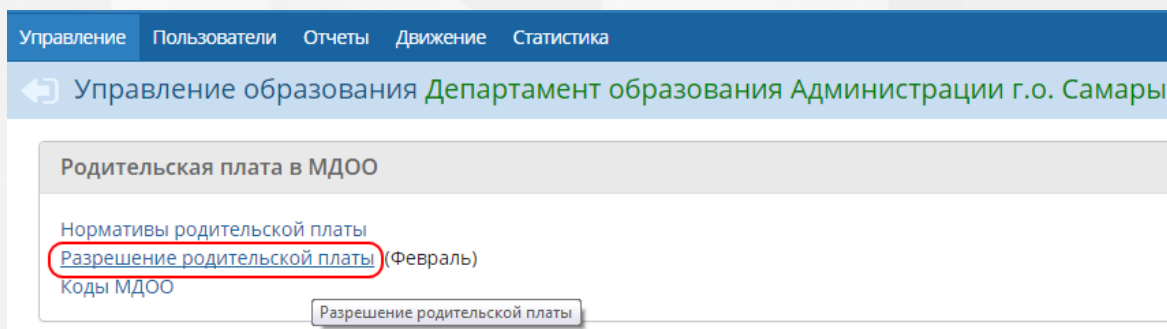 Управление Пользователи Отчеты Движение Статистика
Управление образования Департамент образования Администрации г.о. Самары
Родительская плата в МДОО
Нормативы родительской платы
Разрешение родительской платы (Февраль)
Коды МДОО
Разрешение родительской платы